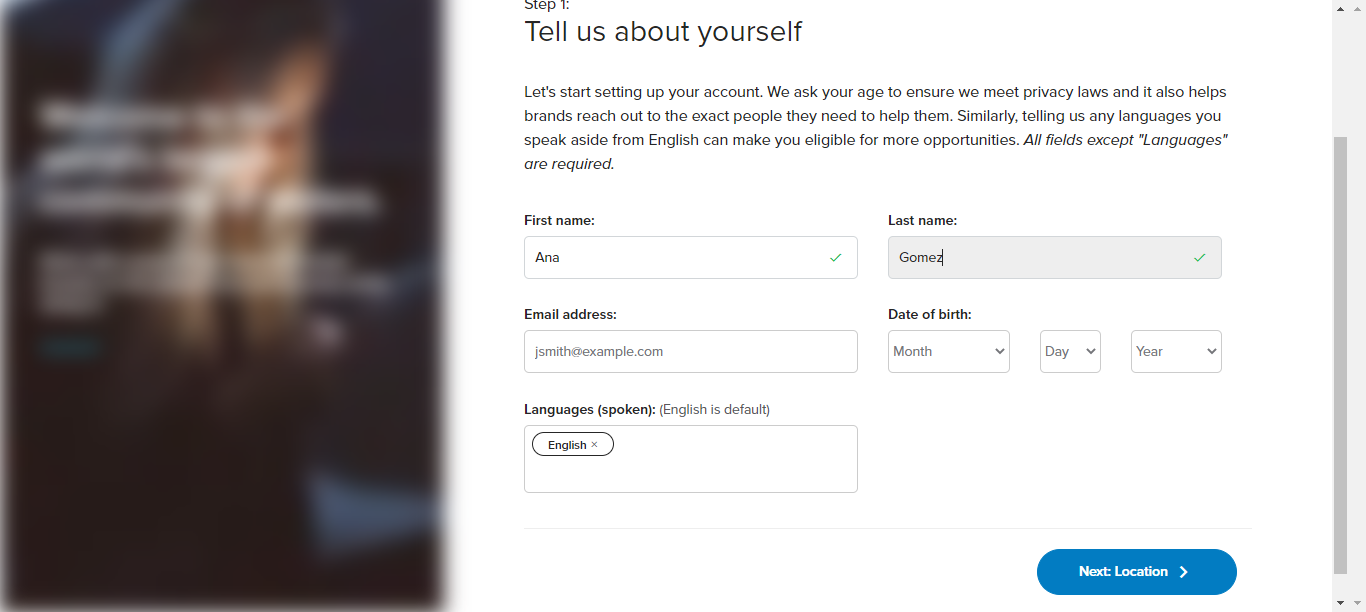 Step 1:
Tell us about yourself
Let's start setting up your account. We ask your age to ensure we meet privacy laws and it also helps
brands reach out to the exact people they need to help them. Similarly, telling us any languages you
speak aside from English can make you eligible for more opportunities. All fields except "Languages"
are required.
First name:
Last name:
Ana
Gomez
Email address:
Date of birth:
jsmith@example.com
Month
Day
Year
Languages (spoken): (English is default)
English ×
Next: Location